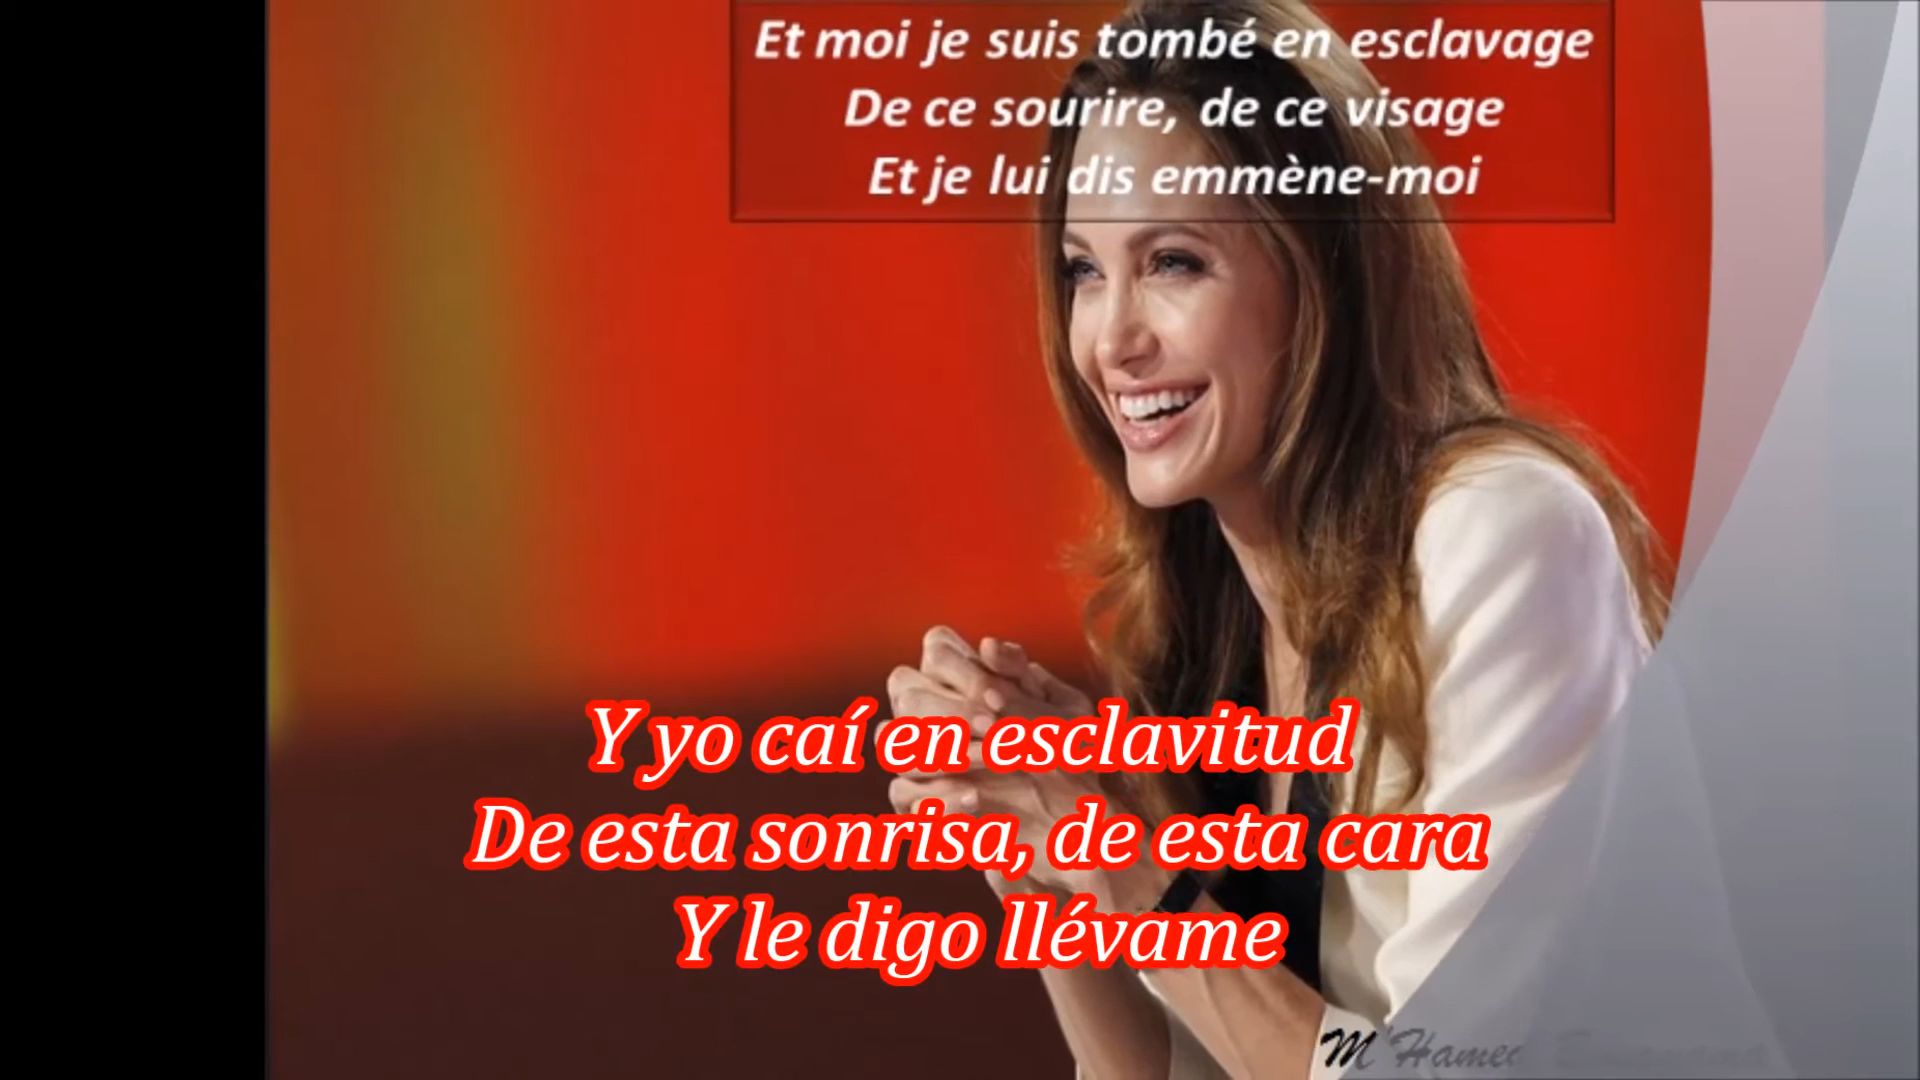 Et moi je suis tombé en esclavage
De ce sourire, de ce visage
Et je lui dis emmène-moi
Y yo caí en esclavitud
De esta sonrisa, de esta cara
Y le digo llévame
M'Hamed